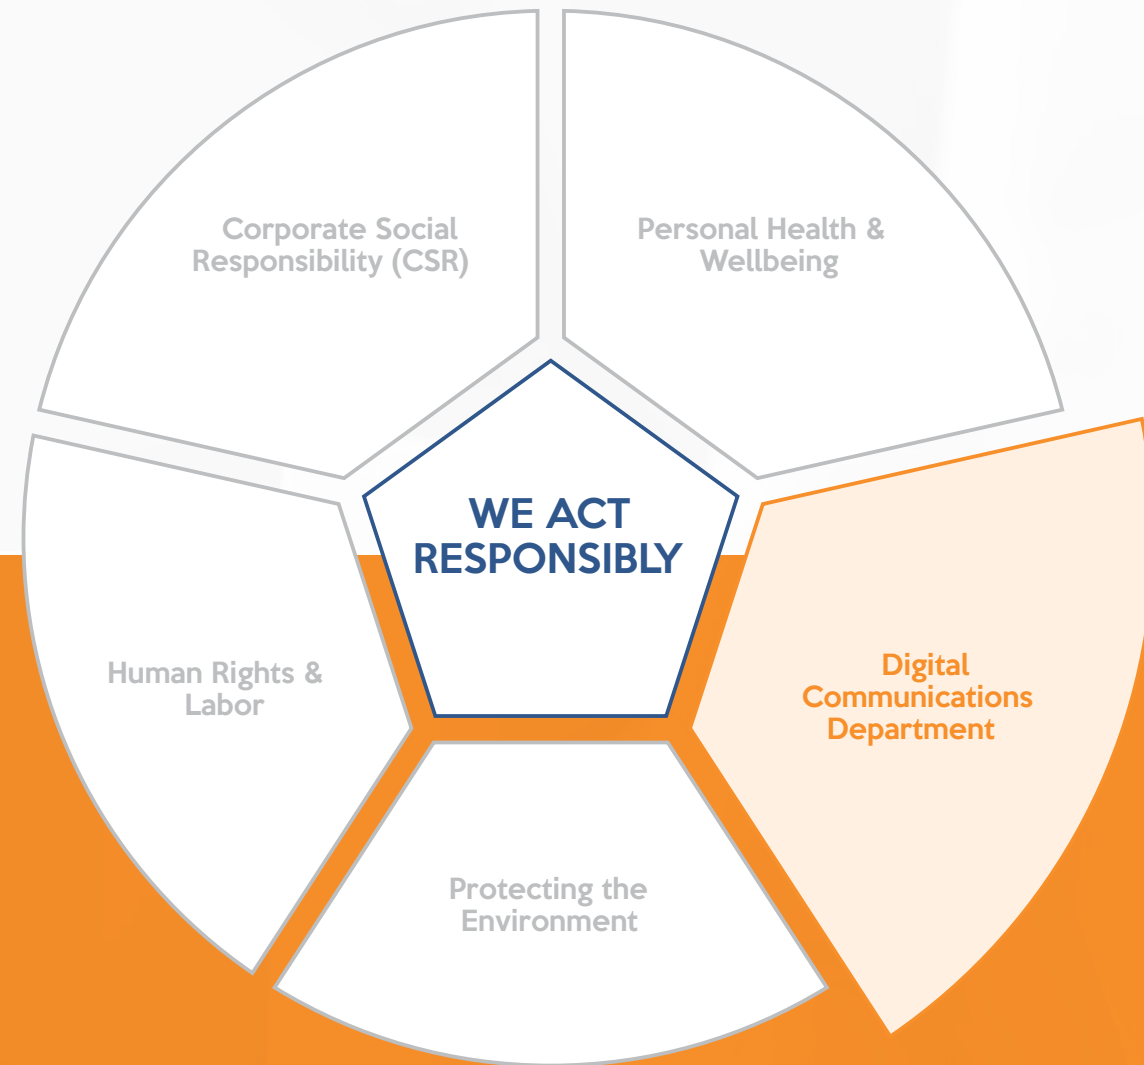 Corporate Social
Responsibility (CSR)
Personal Health &
Wellbeing
WE ACT
RESPONSIBLY
Human Rights &
Labor
Digital
Communications
Department
Protecting the
Environment